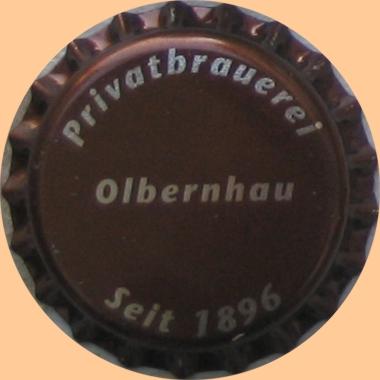 Privatbrauerei
Olbernhau
Seit 1896